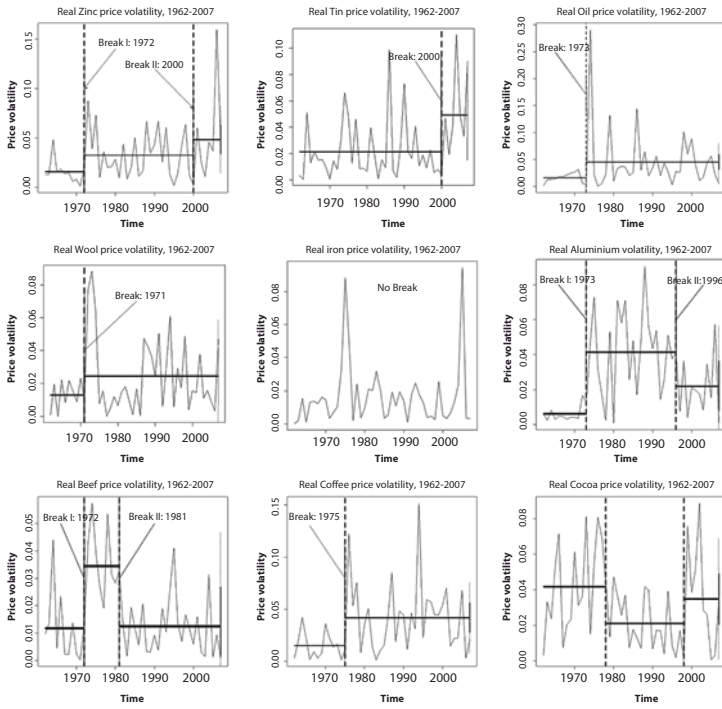 Real Zinc price volatility, 1962-2007
Price volatility
0.15
0.10
0.05
0.00
Break I: 1972
Break II: 2000
1970 1980 1990 2000
Time
Real Tin price volatility, 1962-2007
Price volatility
0.12
0.10
0.08
0.06
0.04
0.02
0.00
Break: 2000
1970 1980 1990 2000
Time
Real Oil price volatility, 1962-2007
Price volatility
0.30
0.25
0.20
0.15
0.10
0.05
0.00
Break: 1973
1970 1980 1990 2000
Time
Real Wool price volatility, 1962-2007
Price volatility
0.08
0.06
0.04
0.02
0.00
Break: 1971
1970 1980 1990 2000
Time
Real iron price volatility, 1962-2007
Price volatility
0.08
0.06
0.04
0.02
0.00
No Break
1970 1980 1990 2000
Time
Real Aluminium volatility, 1962-2007
Price volatility
0.08
0.06
0.04
0.02
0.00
Break I: 1973
Break II:1996
1970 1980 1990 2000
Time
Real Beef price volatility, 1962-2007
Price volatility
0.05
0.04
0.03
0.02
0.01
0.00
Break I: 1972
Break II: 1981
1970 1980 1990 2000
Time
Real Coffee price volatility, 1962-2007
Price volatility
0.15
0.10
0.05
0.00
Break: 1975
1970 1980 1990 2000
Time
Real Cocoa price volatility, 1962-2007
Price volatility
0.08
0.06
0.04
0.02
0.00
1970 1980 1990 2000
Time